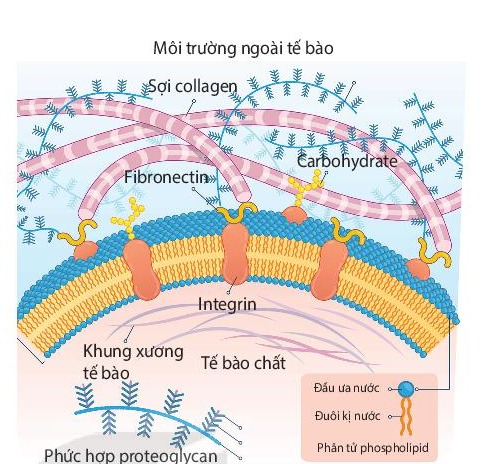 Môi trường ngoài tế bào
Sợi collagen
Carbohydrate
Fibronectin
Integrin
Khung xương
tế bào
Tế bào chất
Đầu ưa nước
Đuôi kị nước
Phân tử phospholipid
Phức hợp proteoglycan